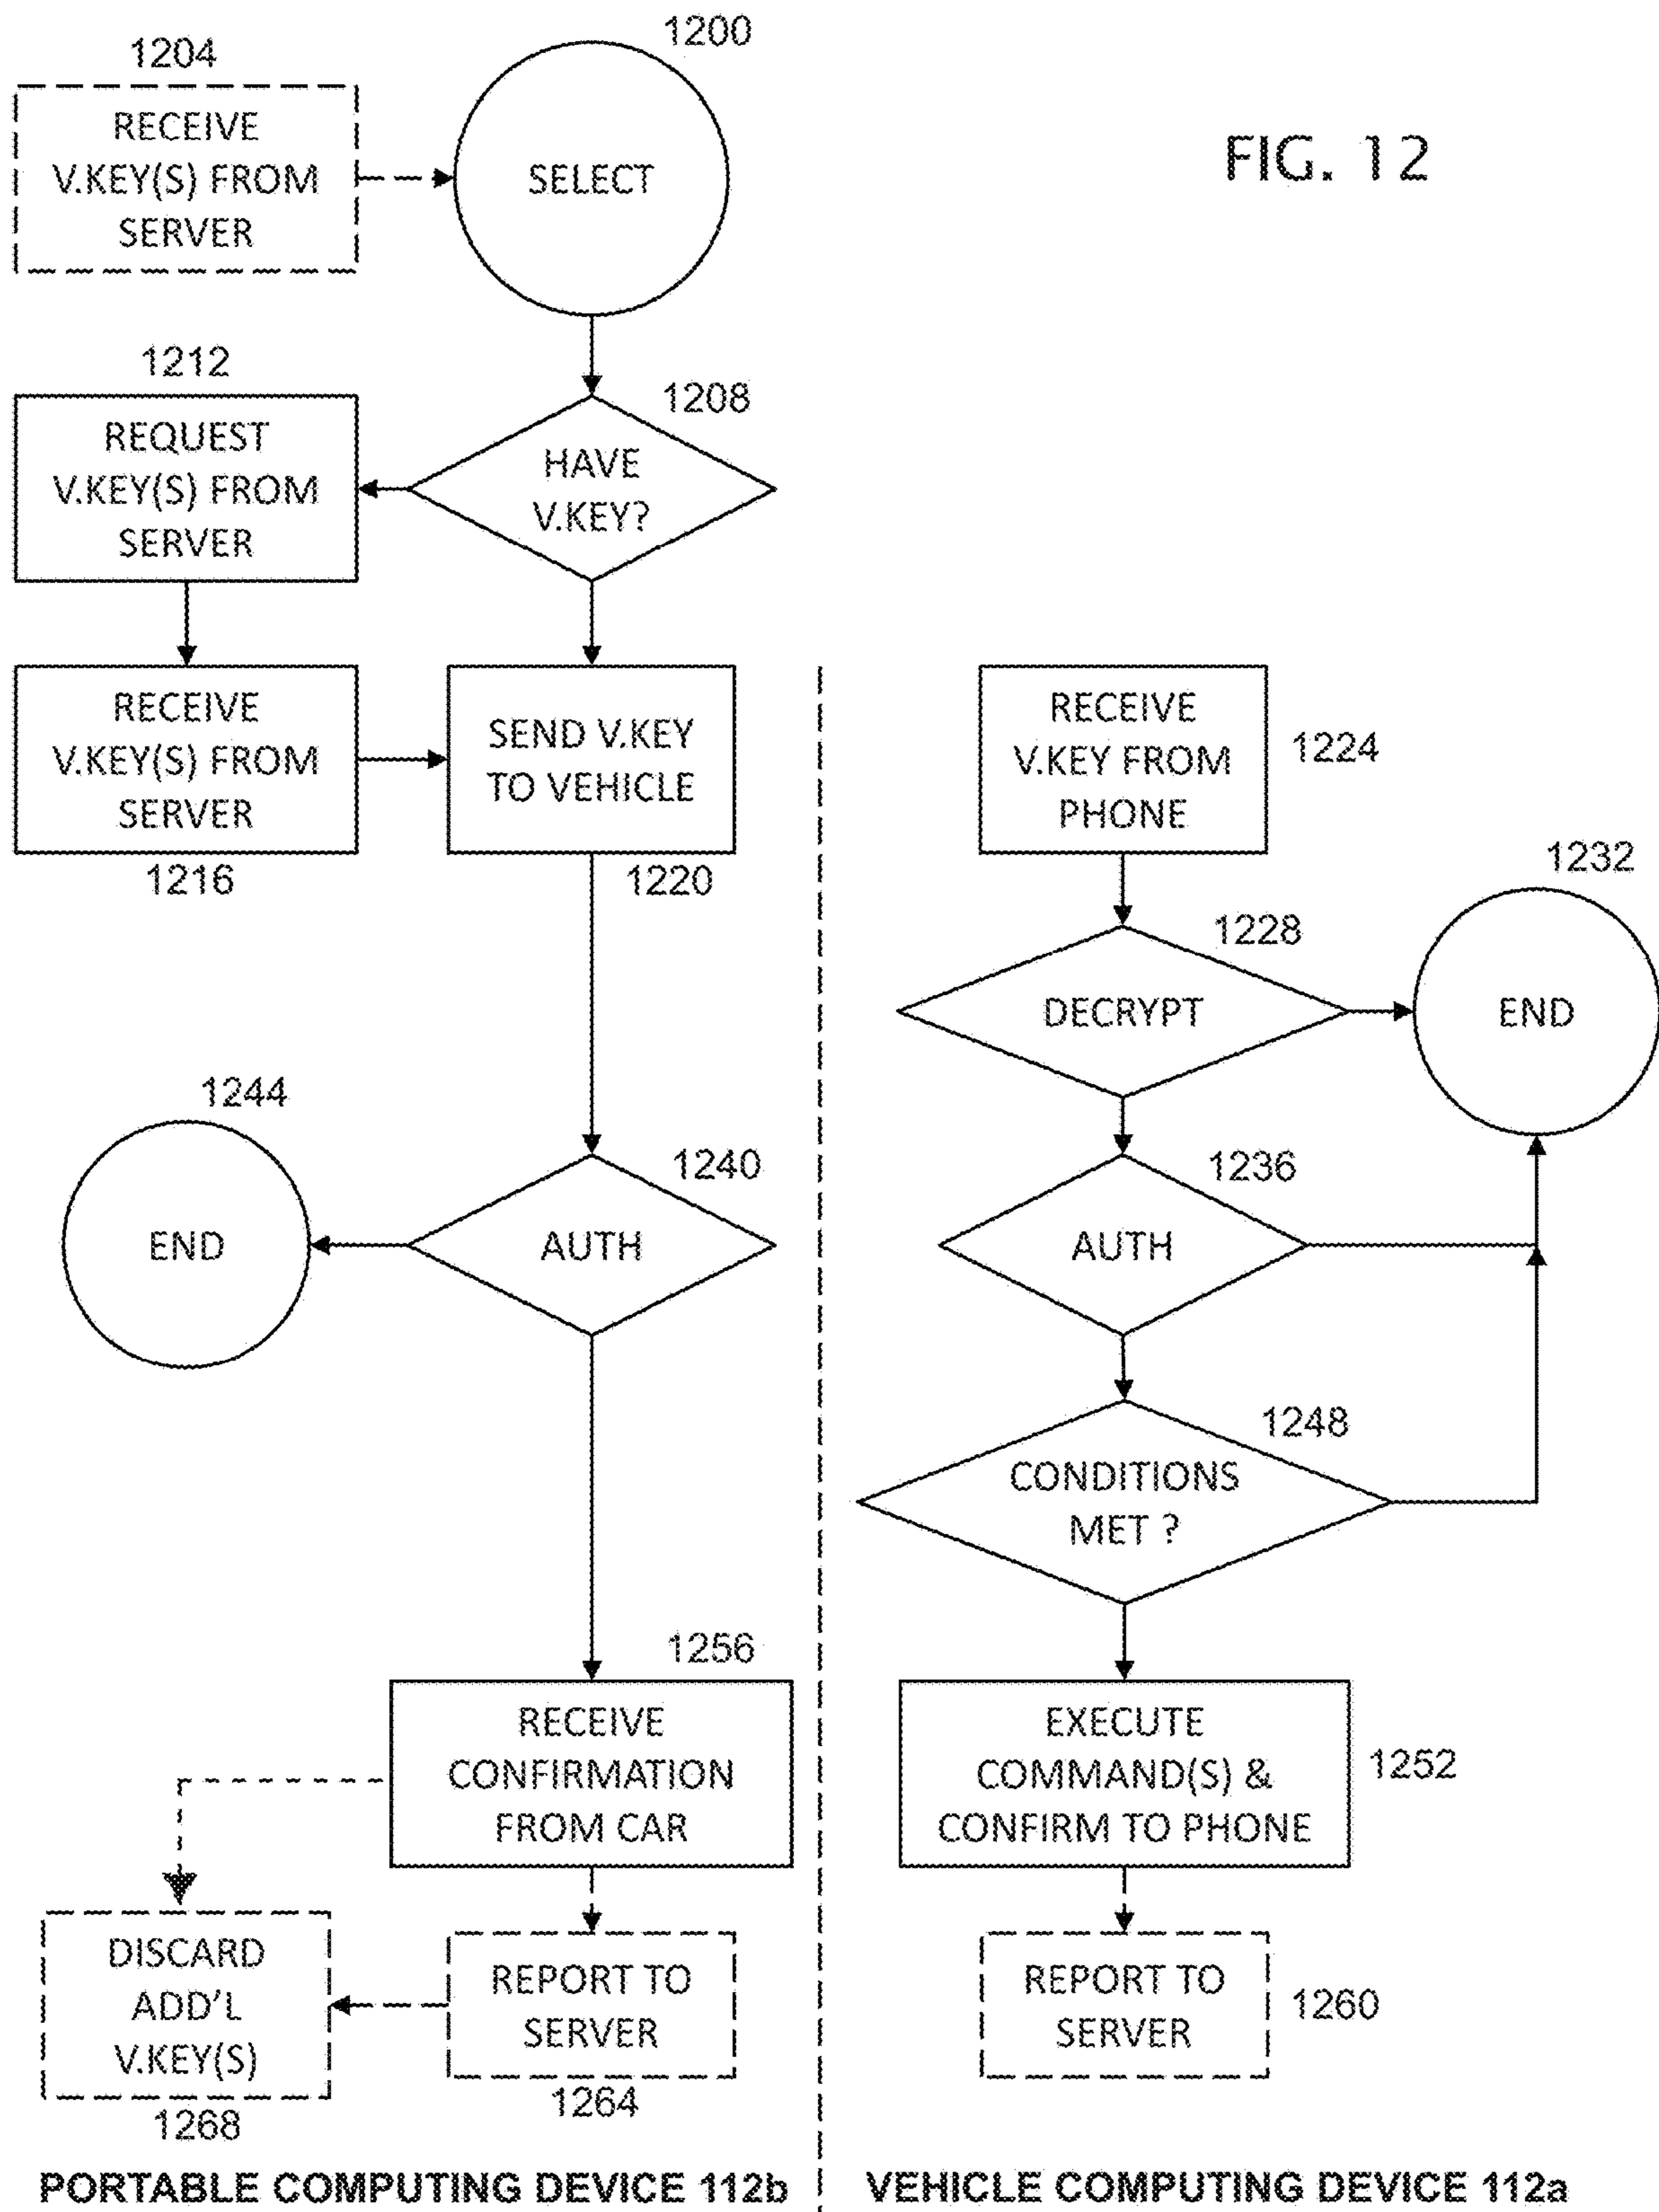 1200
1204
RECEIVE
V.KEY(S) FROM
SERVER
SELECT
FIG. 12
1212
1208
REQUEST
V.KEY(S) FROM
SERVER
HAVE
V.KEY?
RECEIVE
V.KEY(S) FROM
SERVER
1216
SEND V.KEY
TO VEHICLE
1220
RECEIVE
V.KEY FROM
PHONE
1224
1232
1228
DECRYPT
END
1244
1240
1236
END
AUTH
AUTH
1248
CONDITIONS
MET ?
1256
RECEIVE
CONFIRMATION
FROM CAR
EXECUTE
COMMAND(S) &
CONFIRM TO PHONE
1252
DISCARD
ADD'L
V.KEY(S)
1268
REPORT TO
SERVER
1264
REPORT TO
SERVER
1260
PORTABLE COMPUTING DEVICE 112b
VEHICLE COMPUTING DEVICE 112a